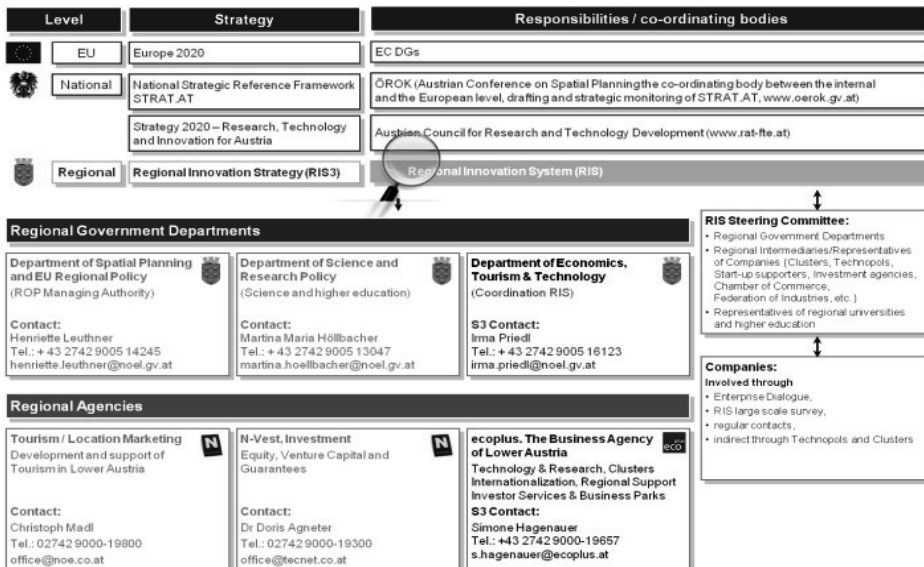 Level
Strategy
Responsibilities / co-ordinating bodies
EU
Europe 2020
EC DGs
National
National Strategic Reference Framework
STRAT.AT
ÖROK (Austrian Conference on Spatial Planningthe co-ordinating body between the internal
and the European level, drafting and strategic monitoring of STRAT.AT, www.oerok.gv.at)
Strategy 2020 – Research, Technology
and Innovation for Austria
Austrian Council for Research and Technology Development (www.rat-fte.at)
Regional
Regional Innovation Strategy (RIS3)
Regional Innovation System (RIS)
Regional Government Departments
Department of Spatial Planning
and EU Regional Policy
(ROP Managing Authority)
Contact:
Henriette Leuthner
Tel.: + 43 2742 9005 14245
henriette.leuthner@noel.gv.at
Department of Science and
Research Policy
(Science and higher education)
Contact:
Martina Maria Höllbacher
Tel.: + 43 2742 9005 13047
martina.hoellbacher@noel.gv.at
Department of Economics,
Tourism & Technology
(Coordination RIS)
S3 Contact:
Irma Priedl
Tel.: + 43 2742 9005 16123
irma.priedl@noel.gv.at
RIS Steering Committee:
• Regional Government Departments
• Regional Intermediaries/Representatives
of Companies (Clusters, Technopols,
Start-up supporters, Investment agencies,
Chamber of Commerce,
Federation of Industries, etc.)
• Representatives of regional universities
and higher education
Companies:
Involved through
• Enterprise Dialogue,
• RIS large scale survey,
• regular contacts,
• indirect through Technopols and Clusters
Regional Agencies
Tourism / Location Marketing
Development and support of
Tourism in Lower Austria
Contact:
Christoph Madl
Tel.: 02742 9000-19800
office@noe.co.at
N
N-Vest, Investment
Equity, Venture Capital and
Guarantees
Contact:
Dr Doris Agneter
Tel.: 02742 9000-19300
office@tecnet.co.at
N
ecoplus. The Business Agency
of Lower Austria
Technology & Research, Clusters
Internationalization, Regional Support
Investor Services & Business Parks
S3 Contact:
Simone Hagenauer
Tel.: +43 2742 9000-19657
s.hagenauer@ecoplus.at
eco plus